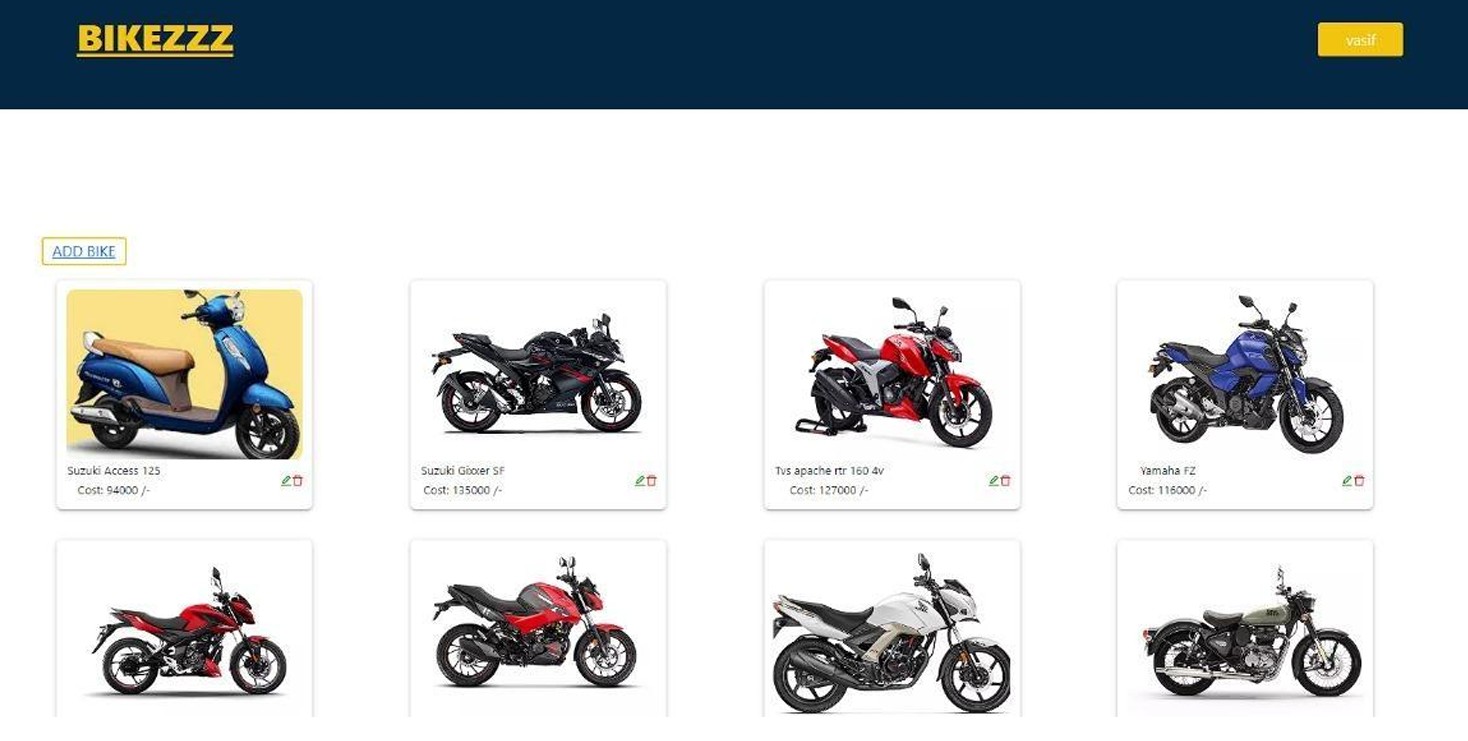 BIKEZZZ
vasif
ADD BIKE
Suzuki Access 125
Cost: 94000 /-
Suzuki Gixxer SF
Cost: 135000 /-
Tvs apache rtr 160 4v
Cost: 127000 /-
Yamaha FZ
Cost: 116000 /-